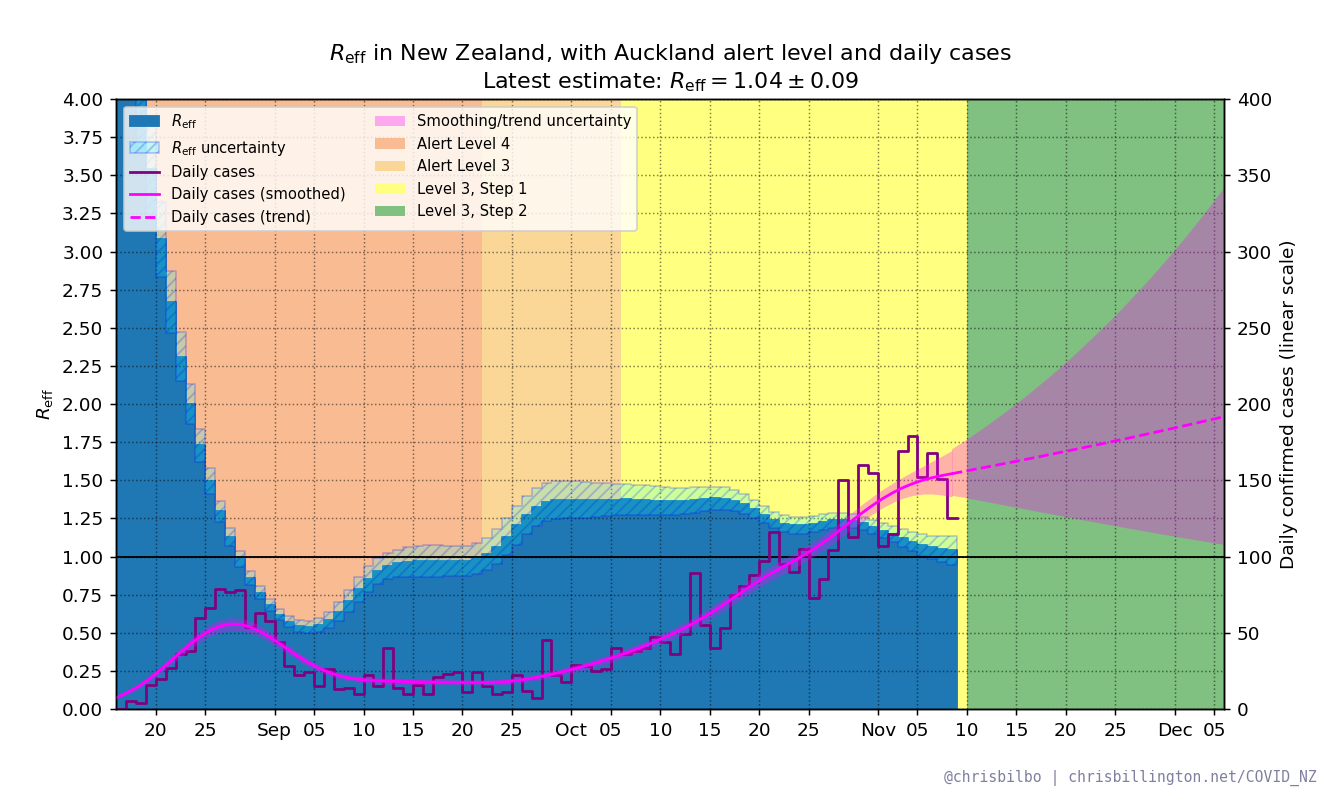 R_eff in New Zealand, with Auckland alert level and daily cases
Latest estimate: R_eff = 1.04 ± 0.09
R_eff
R_eff uncertainty
Daily cases
Daily cases (smoothed)
Daily cases (trend)
Smoothing/trend uncertainty
Alert Level 4
Alert Level 3
Level 3, Step 1
Level 3, Step 2
4.00
3.75
3.50
3.25
3.00
2.75
2.50
2.25
2.00
1.75
1.50
1.25
1.00
0.75
0.50
0.25
0.00
R_eff
400
350
300
250
200
150
100
50
0
Daily confirmed cases (linear scale)
20 25 Sep 05 10 15 20 25 Oct 05 10 15 20 25 Nov 05 10 15 20 25 Dec 05
@chrisbilbo | chrisbillington.net/COVID_NZ